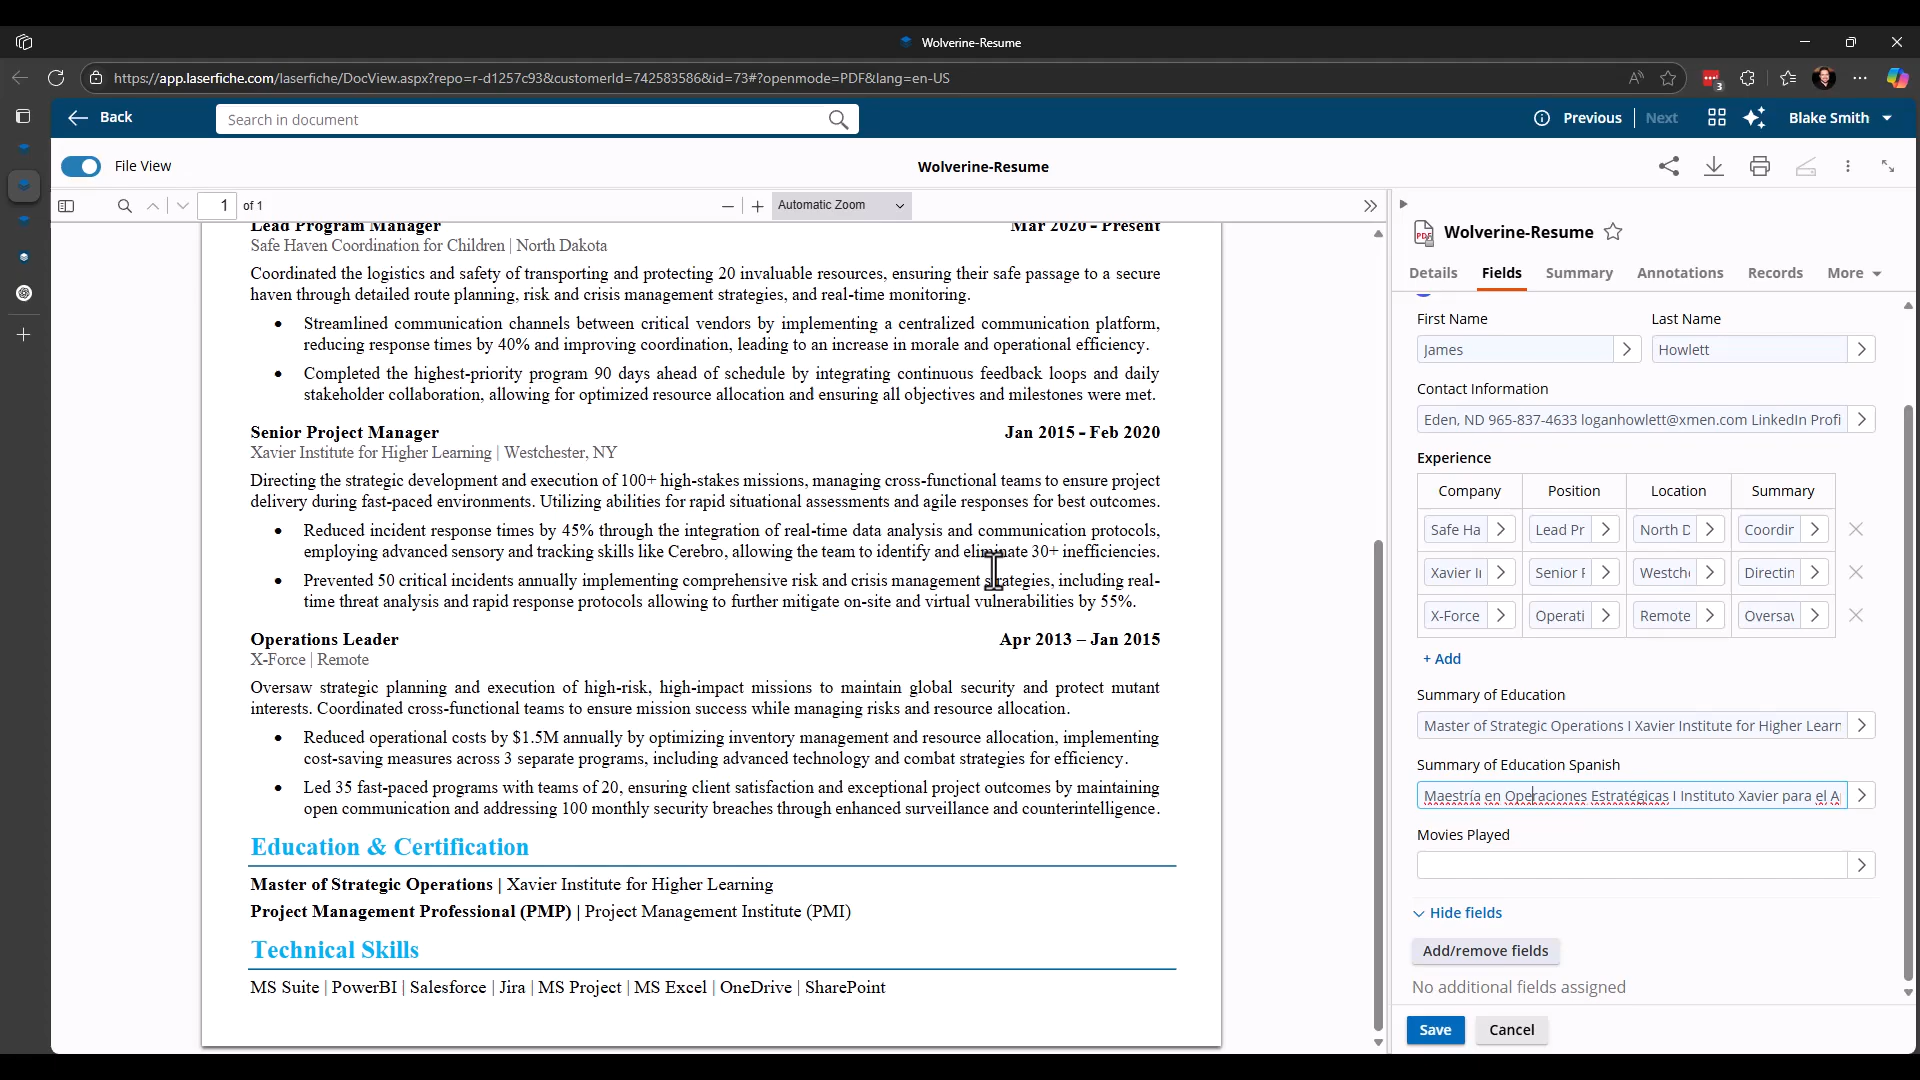 Wolverine-Resume
https://app.laserfiche.com/laserfiche/DocView.aspx?repo=r-d1257c93&customerId=742583586&id=73#?openmode=PDF&lang=en-US
3
Back
Search in document
Previous
Next
Blake Smith
File View
Wolverine-Resume
1 of 1
Automatic Zoom
Lead Program Manager Mar 2020 - Present
Safe Haven Coordination for Children | North Dakota
Coordinated the logistics and safety of transporting and protecting 20 invaluable resources, ensuring their safe passage to a secure
haven through detailed route planning, risk and crisis management strategies, and real-time monitoring.
• Streamlined communication channels between critical vendors by implementing a centralized communication platform,
reducing response times by 40% and improving coordination, leading to an increase in morale and operational efficiency.
• Completed the highest-priority program 90 days ahead of schedule by integrating continuous feedback loops and daily
stakeholder collaboration, allowing for optimized resource allocation and ensuring all objectives and milestones were met.
Senior Project Manager Jan 2015 - Feb 2020
Xavier Institute for Higher Learning | Westchester, NY
Directing the strategic development and execution of 100+ high-stakes missions, managing cross-functional teams to ensure project
delivery during fast-paced environments. Utilizing abilities for rapid situational assessments and agile responses for best outcomes.
• Reduced incident response times by 45% through the integration of real-time data analysis and communication protocols,
employing advanced sensory and tracking skills like Cerebro, allowing the team to identify and eliminate 30+ inefficiencies.
• Prevented 50 critical incidents annually implementing comprehensive risk and crisis management strategies, including real-
time threat analysis and rapid response protocols allowing to further mitigate on-site and virtual vulnerabilities by 55%.
Operations Leader Apr 2013 – Jan 2015
X-Force | Remote
Oversaw strategic planning and execution of high-risk, high-impact missions to maintain global security and protect mutant
interests. Coordinated cross-functional teams to ensure mission success while managing risks and resource allocation.
• Reduced operational costs by $1.5M annually by optimizing inventory management and resource allocation, implementing
cost-saving measures across 3 separate programs, including advanced technology and combat strategies for efficiency.
• Led 35 fast-paced programs with teams of 20, ensuring client satisfaction and exceptional project outcomes by maintaining
open communication and addressing 100 monthly security breaches through enhanced surveillance and counterintelligence.
Education & Certification
Master of Strategic Operations | Xavier Institute for Higher Learning
Project Management Professional (PMP) | Project Management Institute (PMI)
Technical Skills
MS Suite | PowerBI | Salesforce | Jira | MS Project | MS Excel | OneDrive | SharePoint
PDF
Wolverine-Resume
Details Fields Summary Annotations Records More
First Name Last Name
James Howlett
Contact Information
Eden, ND 965-837-4633 loganhowlett@xmen.com LinkedIn Profi
Experience
Company Position Location Summary
Safe Ha Lead Pr North D Coordir
Xavier Senior Westch Directin
X-Force Operati Remote Oversa
+ Add
Summary of Education
Master of Strategic Operations I Xavier Institute for Higher Learn
Summary of Education Spanish
Maestría en Operaciones Estratégicas I Instituto Xavier para el A
Movies Played
Hide fields
Add/remove fields
No additional fields assigned
Save Cancel